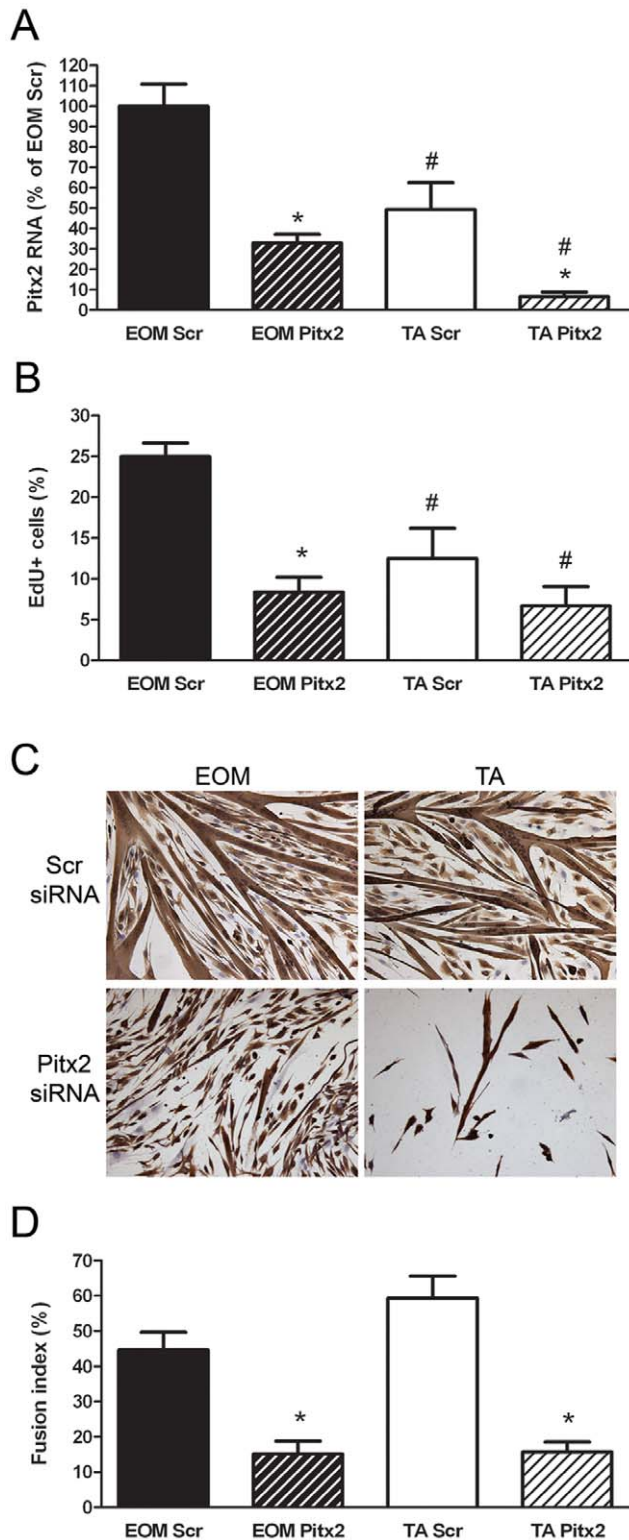 A
Pitx2 RNA (% of EOM Scr)
120
110
100
90
80
70
60
50
40
30
20
10
0
*
#
#
*
EOM Scr EOM Pitx2 TA Scr TA Pitx2
B
EdU+ cells (%)
30
25
20
15
10
5
0
*
#
#
EOM Scr EOM Pitx2 TA Scr TA Pitx2
C
EOM TA
Scr
siRNA
Pitx2
siRNA
D
Fusion index (%)
70
60
50
40
30
20
10
0
*
*
EOM Scr EOM Pitx2 TA Scr TA Pitx2